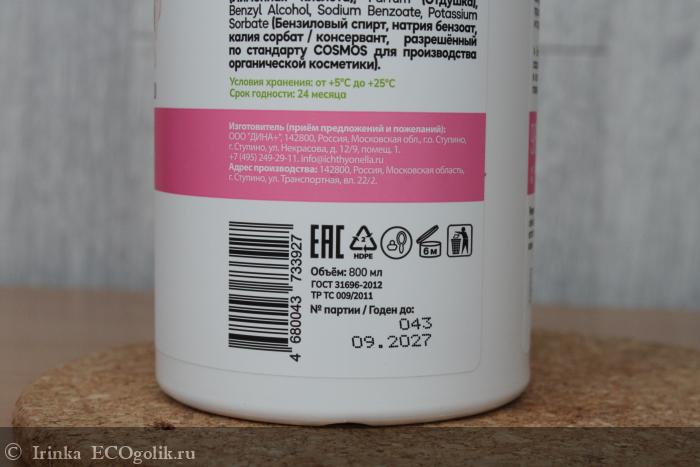 (Отдушка),
Benzyl Alcohol, Sodium Benzoate, Potassium
Sorbate (Бензиловый спирт, натрия бензоат,
калия сорбат / консервант, разрешённый
по стандарту COSMOS для производства
органической косметики).
Условия хранения: от +5°C до +25°C
Срок годности: 24 месяца
Изготовитель (приём предложений и пожеланий):
ООО "ДИНА+", 142800, Россия, Московская обл., г.о. Ступино,
г. Ступино, ул. Некрасова, д. 12/9, помещ. 1.
+7 (495) 249-29-11. info@ichthyonella.ru
Адрес производства: 142800, Россия, Московская область,
г. Ступино, ул. Транспортная, вл. 22/2.
4 680043 733927
EAC
2
HDPE
6 м
Объём: 800 мл
ГОСТ 31696-2012
ТР ТС 009/2011
№ партии / Годен до:
043
09.2027
© Irinka ECOgolik.ru